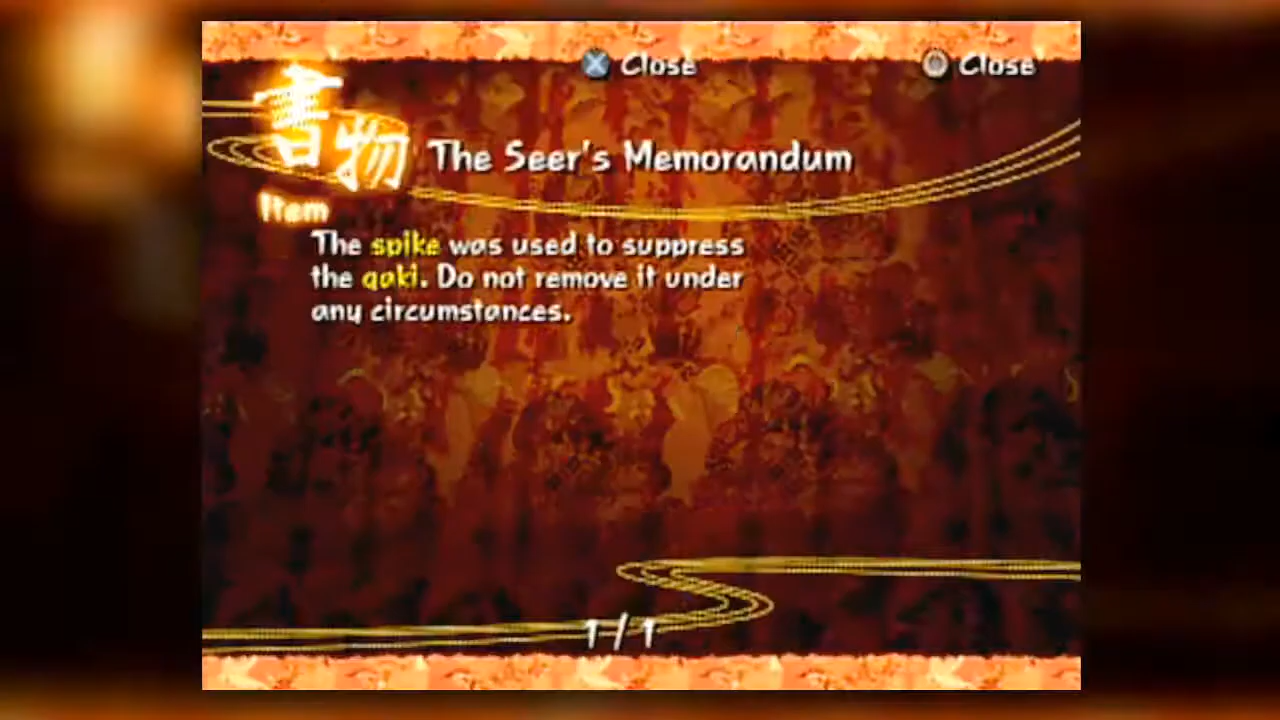 Close
Close
書物
The Seer's Memorandum
Item
The spike was used to suppress
the gaki. Do not remove it under
any circumstances.
1/1